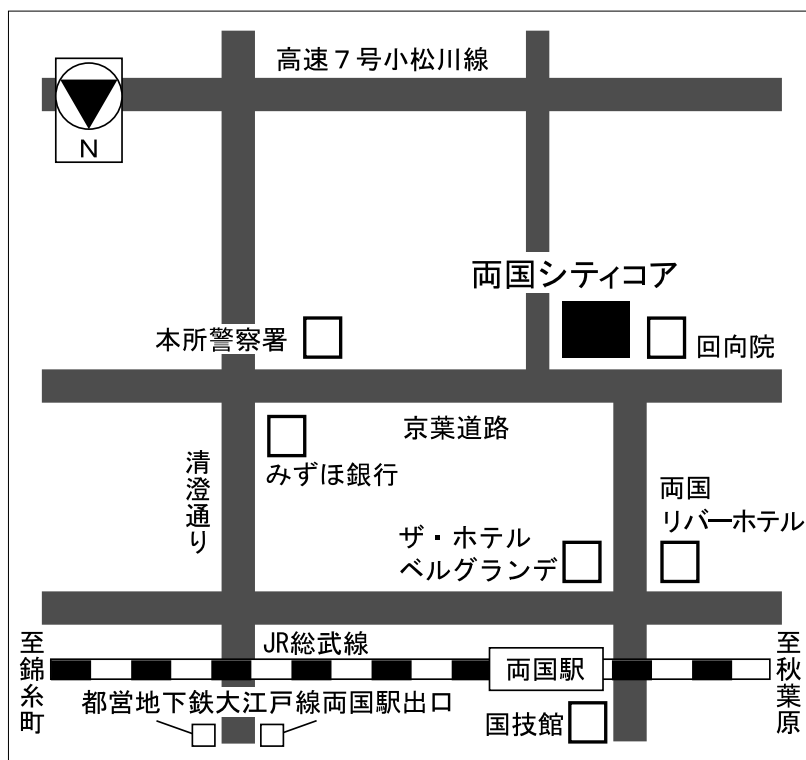 高速7号小松川線
N
両国シティコア
本所警察署
回向院
京葉道路
みずほ銀行
清澄通り
両国
リバーホテル
ザ・ホテル
ベルグランデ
至錦糸町
JR総武線
両国駅
至秋葉原
都営地下鉄大江戸線両国駅出口
国技館